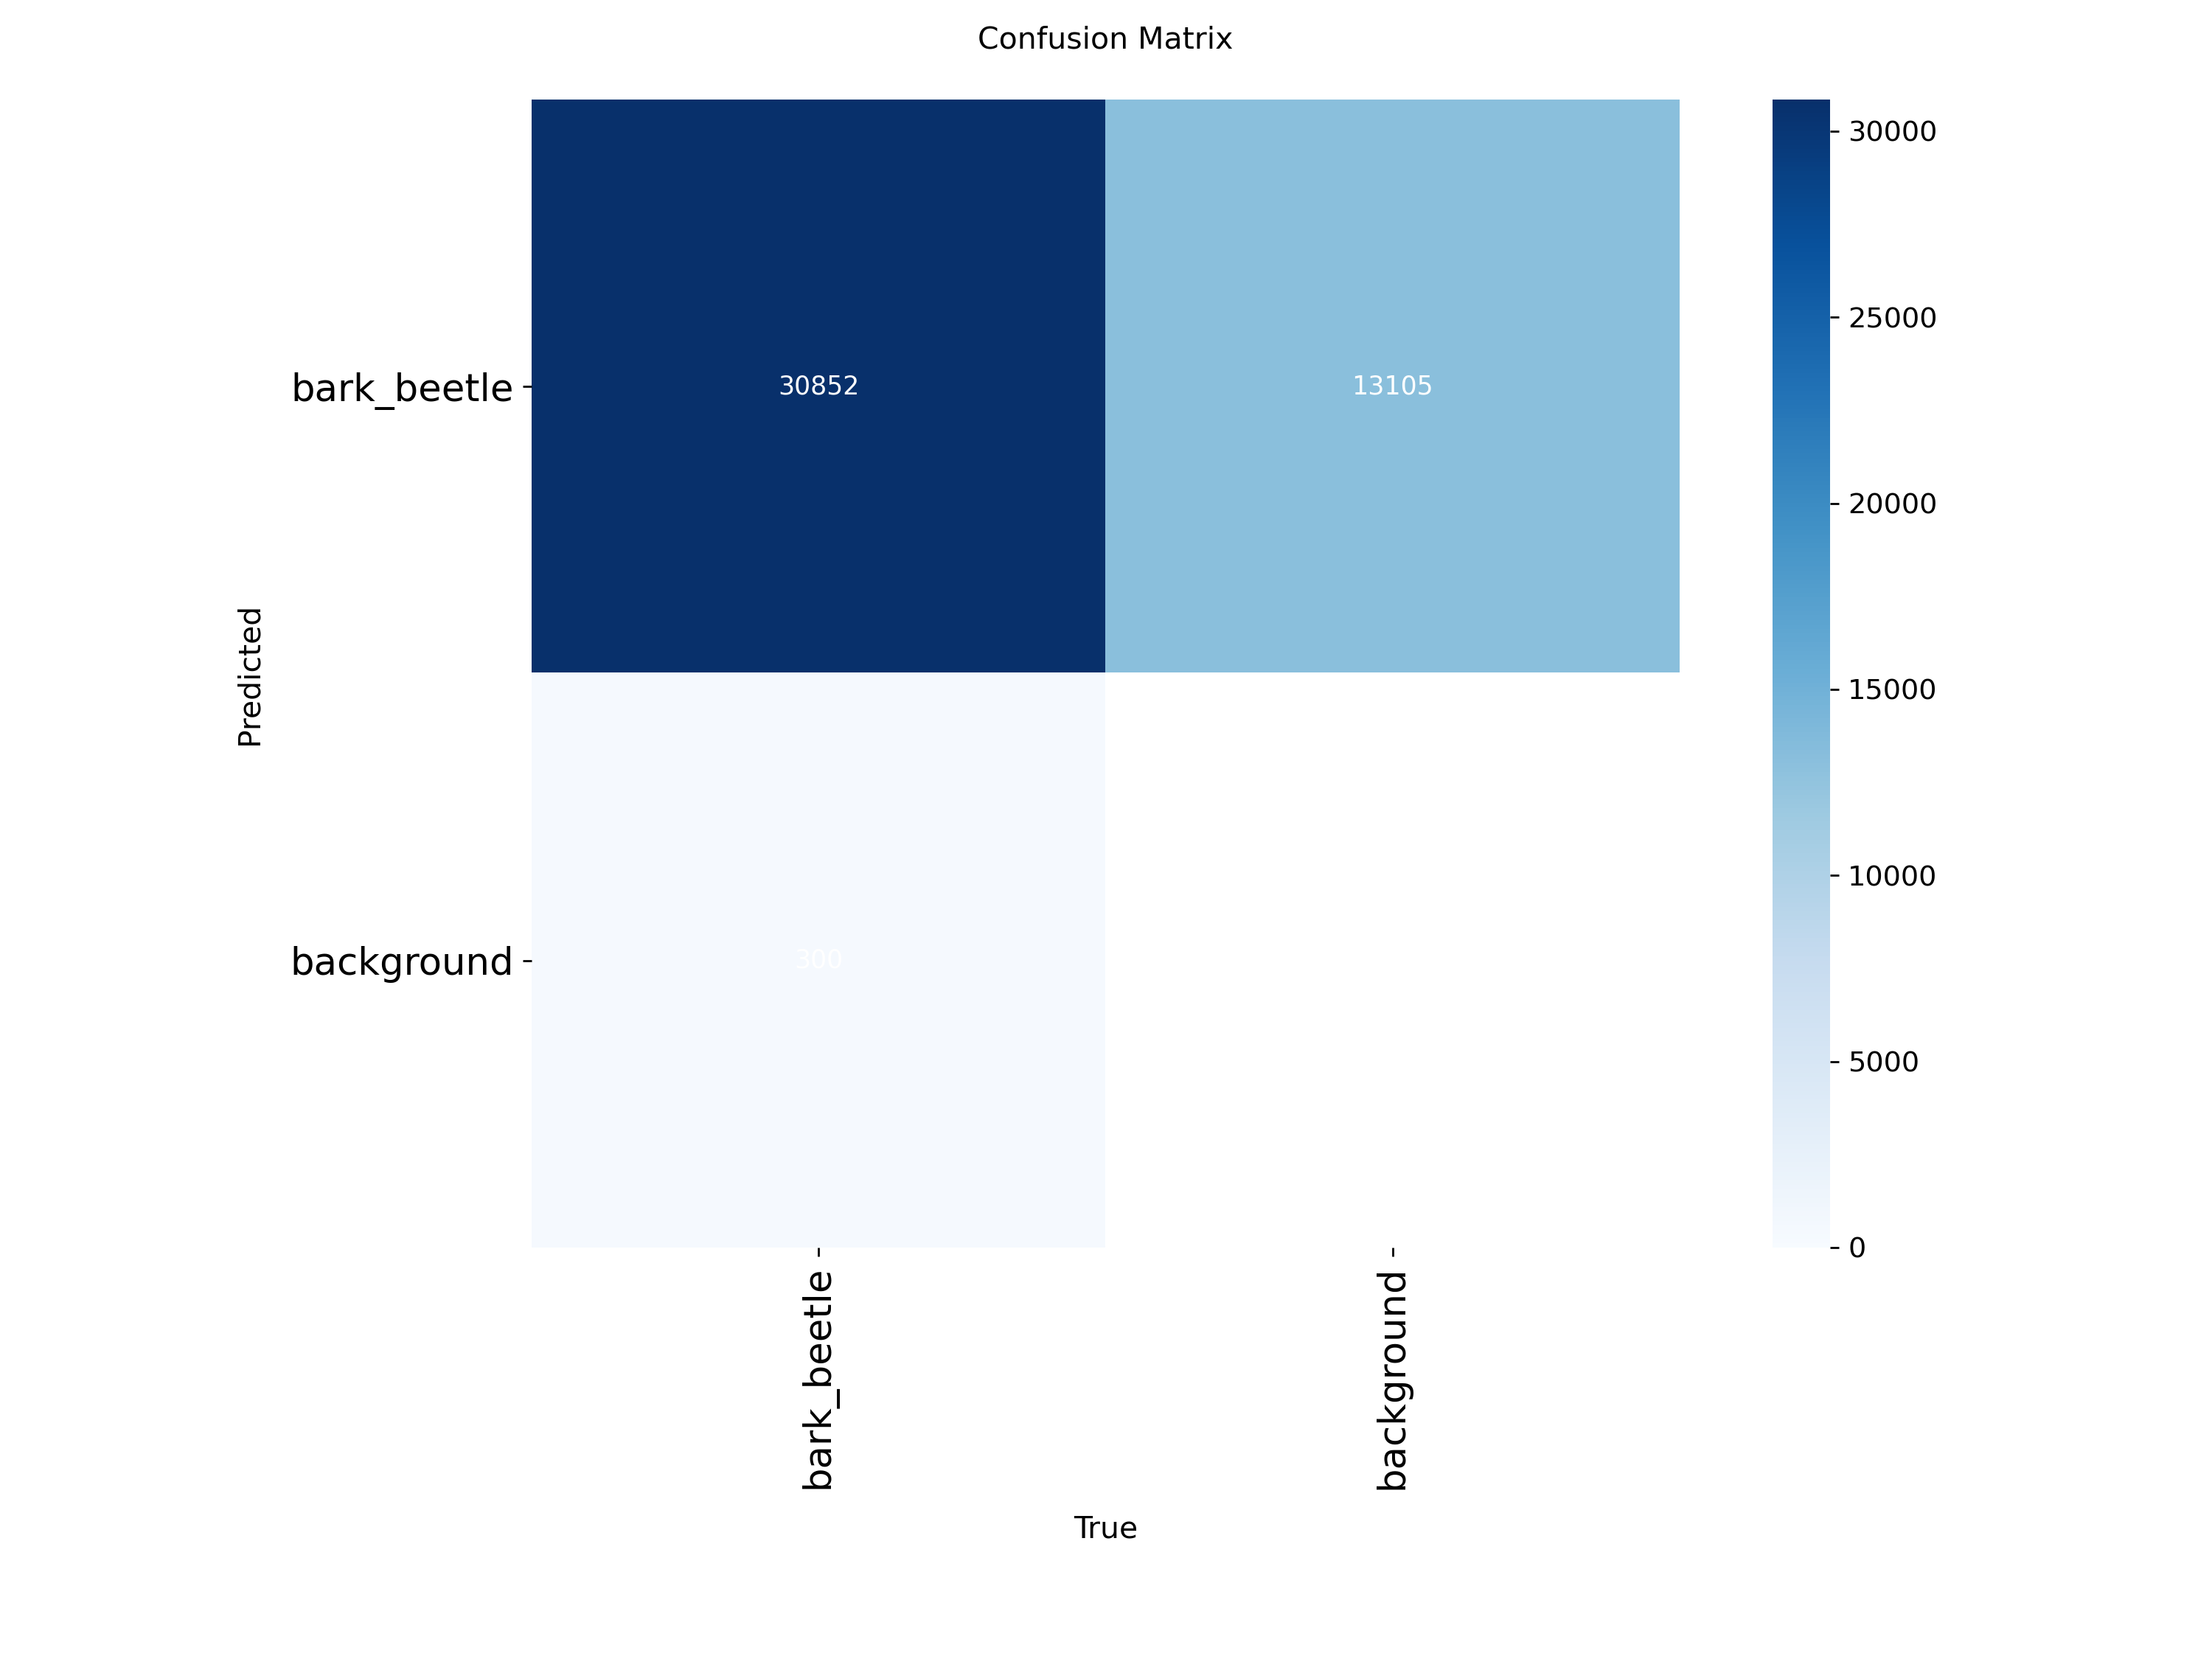 Confusion Matrix
30000
25000
20000
15000
10000
5000
0
Predicted
bark_beetle
background
30852
13105
300
bark_beetle
background
True